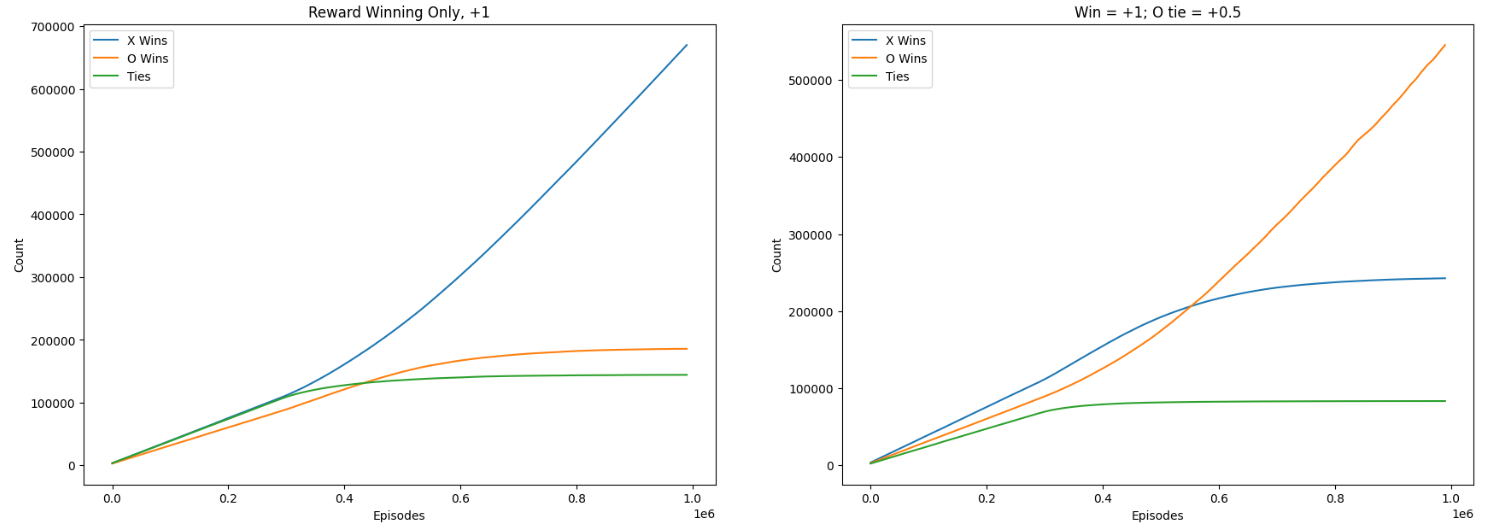 Reward Winning Only, +1
X Wins
O Wins
Ties
700000
600000
500000
400000
300000
200000
100000
0
Count
0.0 0.2 0.4 0.6 0.8 1.0
1e6
Episodes
Win = +1; O tie = +0.5
X Wins
O Wins
Ties
500000
400000
300000
200000
100000
0
Count
0.0 0.2 0.4 0.6 0.8 1.0
1e6
Episodes